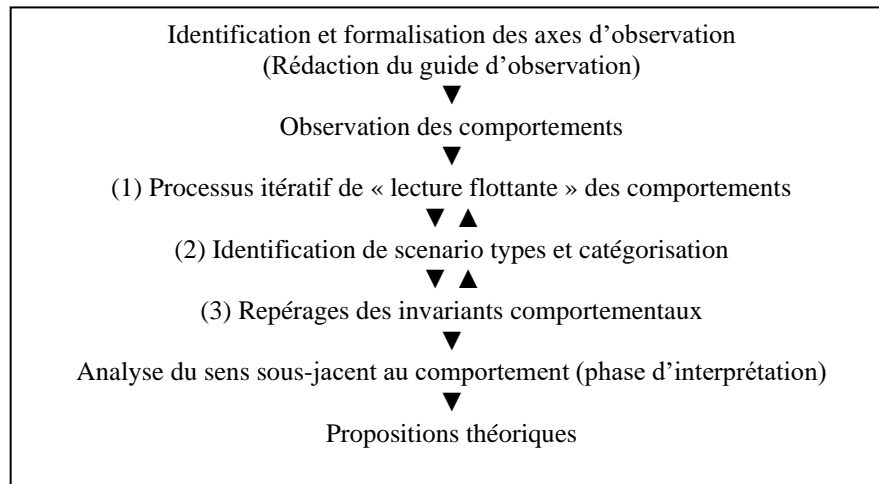 Identification et formalisation des axes d’observation
(Rédaction du guide d’observation)
▼
Observation des comportements
▼
(1) Processus itératif de « lecture flottante » des comportements
▼ ▲
(2) Identification de scenario types et catégorisation
▼ ▲
(3) Repérages des invariants comportementaux
▼
Analyse du sens sous-jacent au comportement (phase d’interprétation)
▼
Propositions théoriques